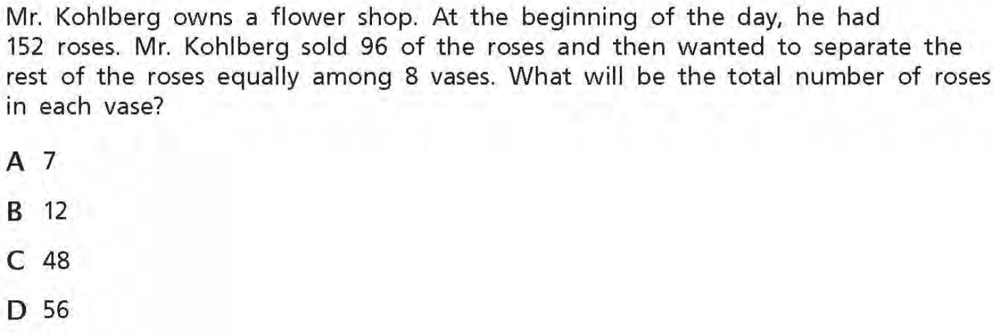 Mr. Kohlberg owns a flower shop. At the beginning of the day, he had
152 roses. Mr. Kohlberg sold 96 of the roses and then wanted to separate the
rest of the roses equally among 8 vases. What will be the total number of roses
in each vase?
A 7
B 12
C 48
D 56